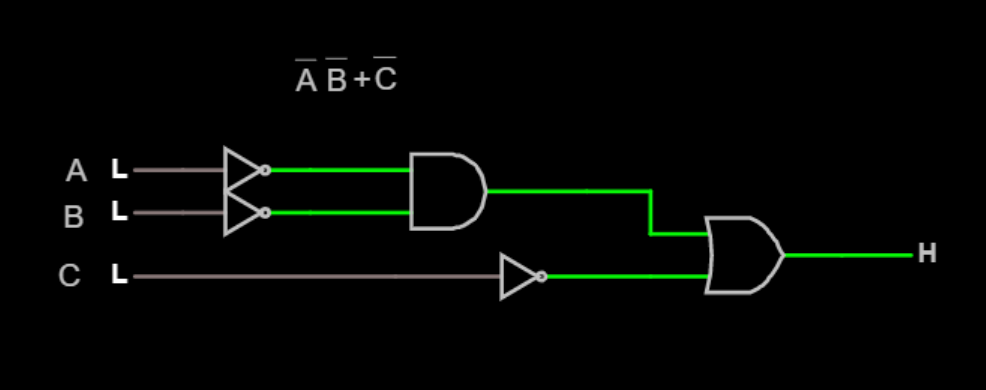 A̅ B̅ + C̅
A L
B L
C L
H